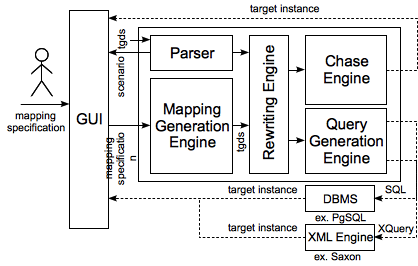 target instance
tgds
scenario
Parser
Chase
Engine
mapping
specification
GUI
Mapping
Generation
Engine
tgds
Rewriting Engine
Query
Generation
Engine
mapping
specificatio
n
target instance
DBMS
SQL
ex. PgSQL
target instance
XML Engine
XQuery
ex. Saxon